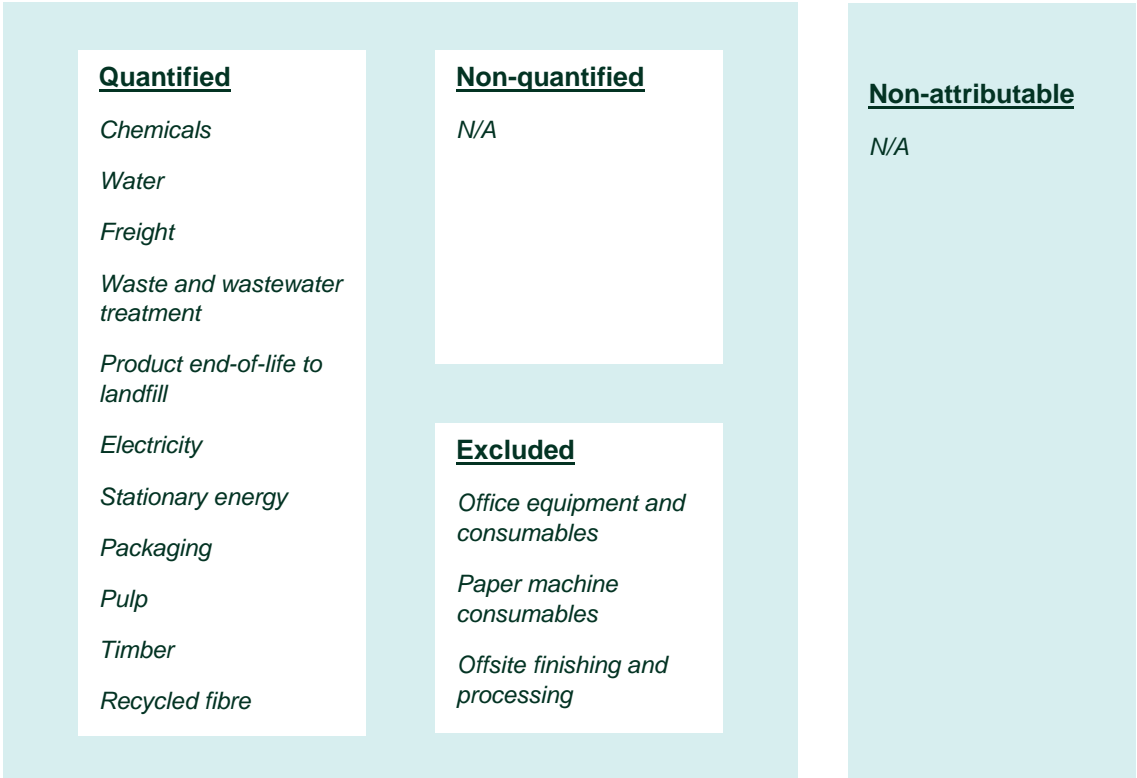 Quantified
Chemicals
Water
Freight
Waste and wastewater
treatment
Product end-of-life to
landfill
Electricity
Stationary energy
Packaging
Pulp
Timber
Recycled fibre
Non-quantified
N/A
Excluded
Office equipment and
consumables
Paper machine
consumables
Offsite finishing and
processing
Non-attributable
N/A